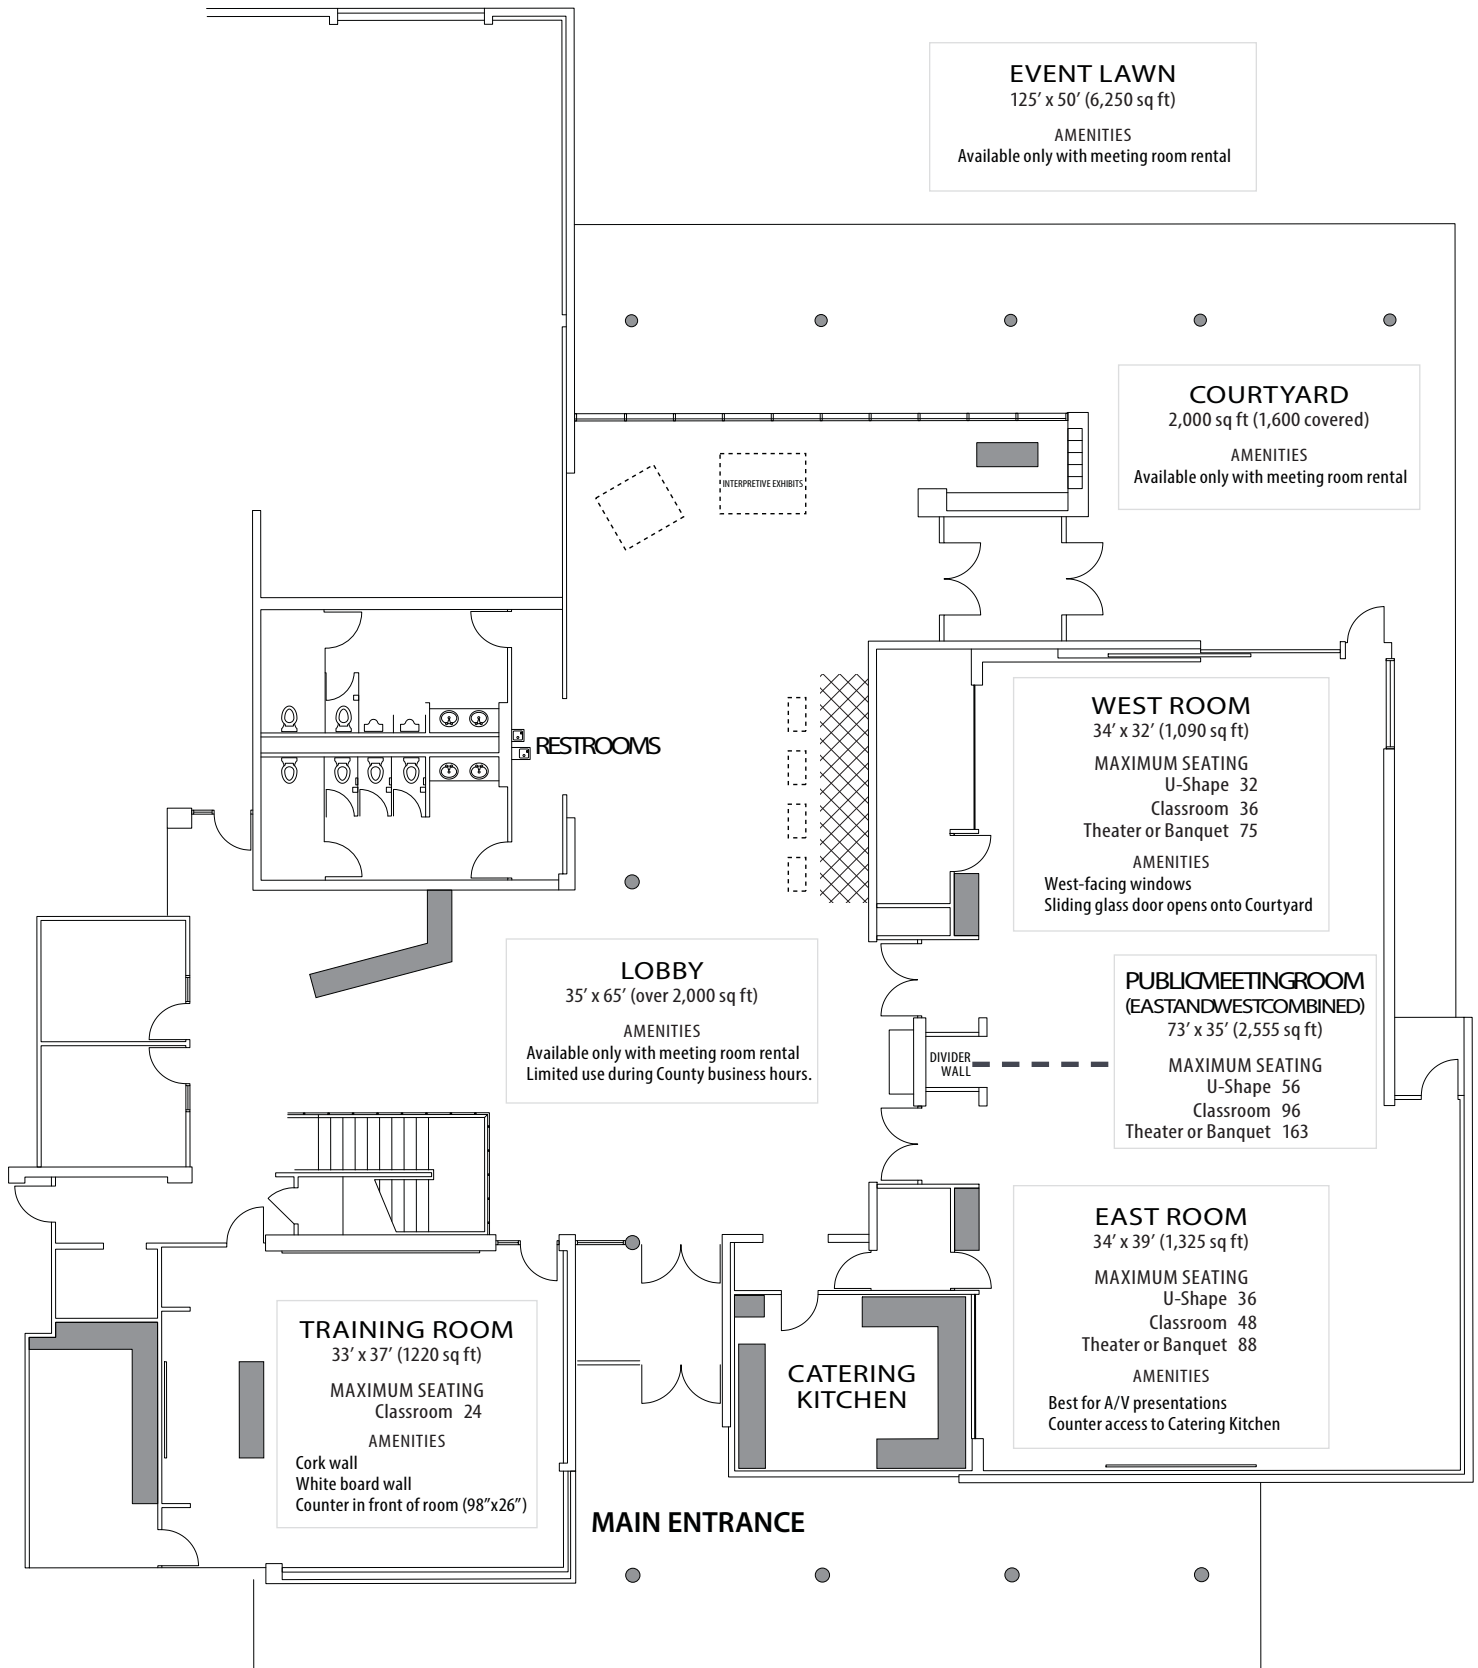 EVENT LAWN
125’ x 50’ (6,250 sq ft)
AMENITIES
Available only with meeting room rental
COURTYARD
2,000 sq ft (1,600 covered)
AMENITIES
Available only with meeting room rental
INTERPRETIVE EXHIBITS
WEST ROOM
34’ x 32’ (1,090 sq ft)
MAXIMUM SEATING
U-Shape 32
Classroom 36
Theater or Banquet 75
AMENITIES
West-facing windows
Sliding glass door opens onto Courtyard
RESTROOMS
LOBBY
35’ x 65’ (over 2,000 sq ft)
AMENITIES
Available only with meeting room rental
Limited use during County business hours.
PUBLIC MEETING ROOM
(EAST AND WEST COMBINED)
73’ x 35’ (2,555 sq ft)
MAXIMUM SEATING
U-Shape 56
Classroom 96
Theater or Banquet 163
DIVIDER
WALL
EAST ROOM
34’ x 39’ (1,325 sq ft)
MAXIMUM SEATING
U-Shape 36
Classroom 48
Theater or Banquet 88
AMENITIES
Best for A/V presentations
Counter access to Catering Kitchen
TRAINING ROOM
33’ x 37’ (1220 sq ft)
MAXIMUM SEATING
Classroom 24
AMENITIES
Cork wall
White board wall
Counter in front of room (98”x26”)
CATERING
KITCHEN
MAIN ENTRANCE